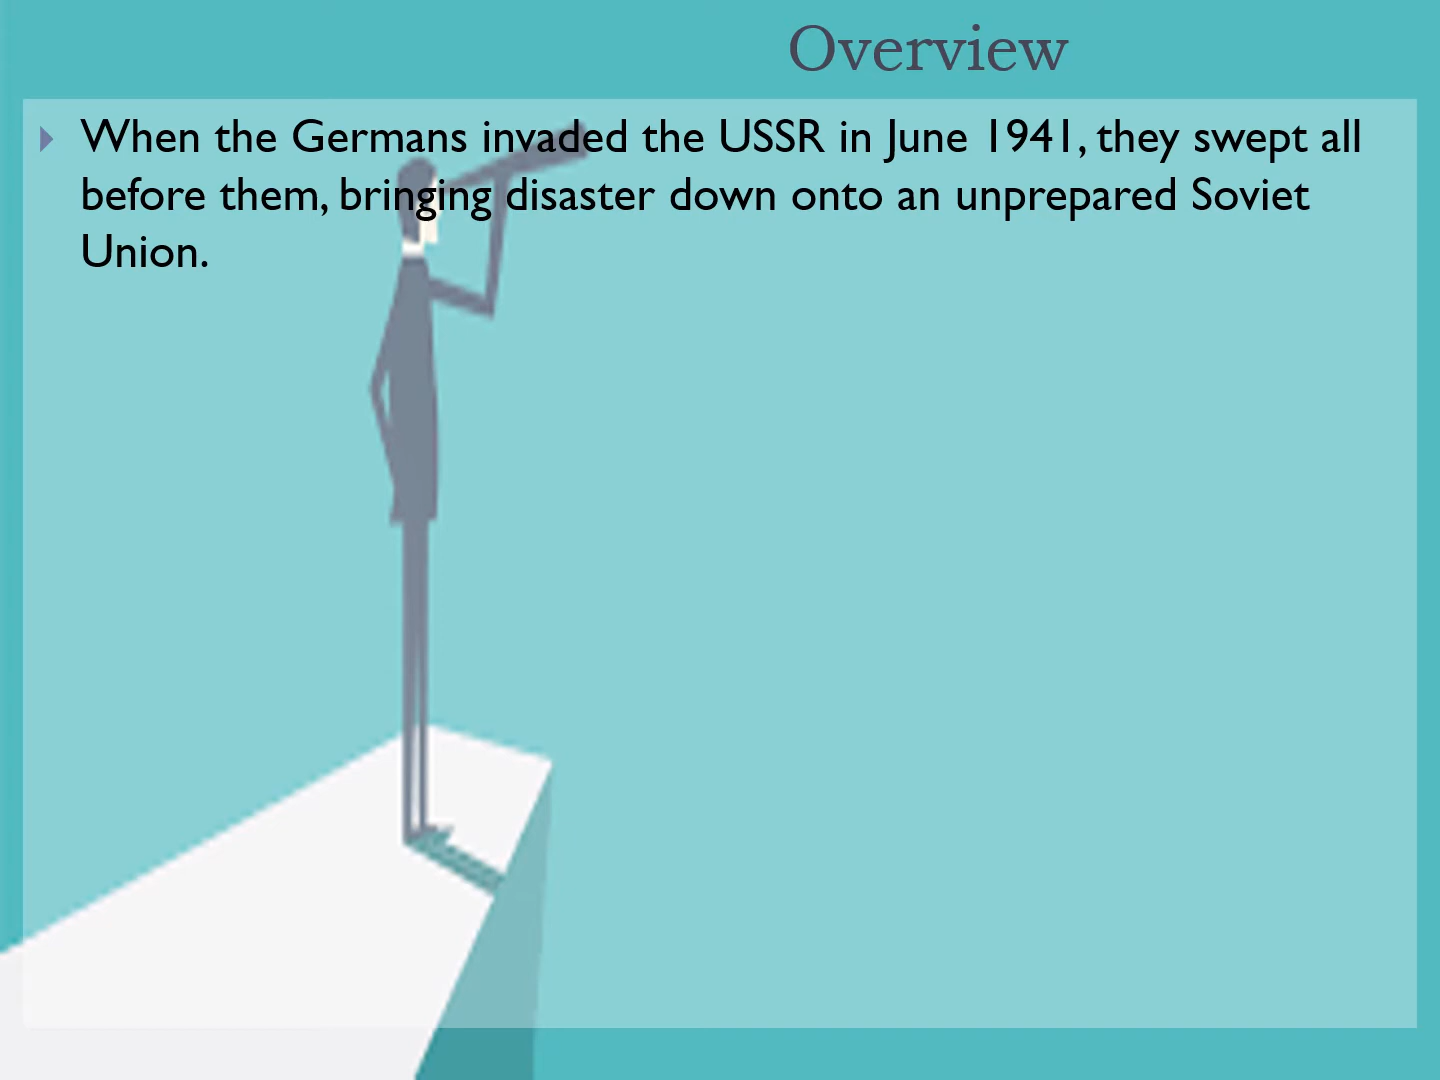 Overview
When the Germans invaded the USSR in June 1941, they swept all
before them, bringing disaster down onto an unprepared Soviet
Union.